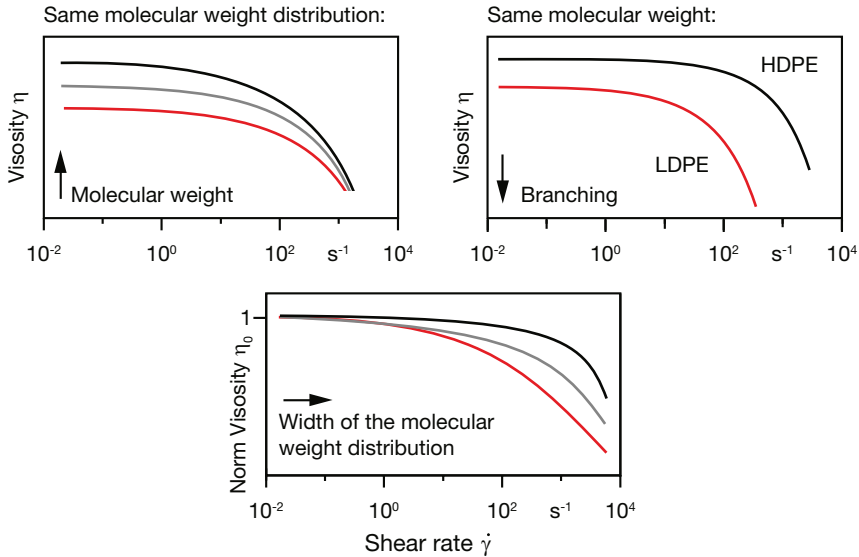 Same molecular weight distribution:
Visosity η
Molecular weight
10⁻² 10⁰ 10² s⁻¹ 10⁴
Same molecular weight:
Visosity η
HDPE
LDPE
Branching
10⁻² 10⁰ 10² s⁻¹ 10⁴
Norm Viscosity η₀
1
Width of the molecular
weight distribution
10⁻² 10⁰ 10² s⁻¹ 10⁴
Shear rate γ̇